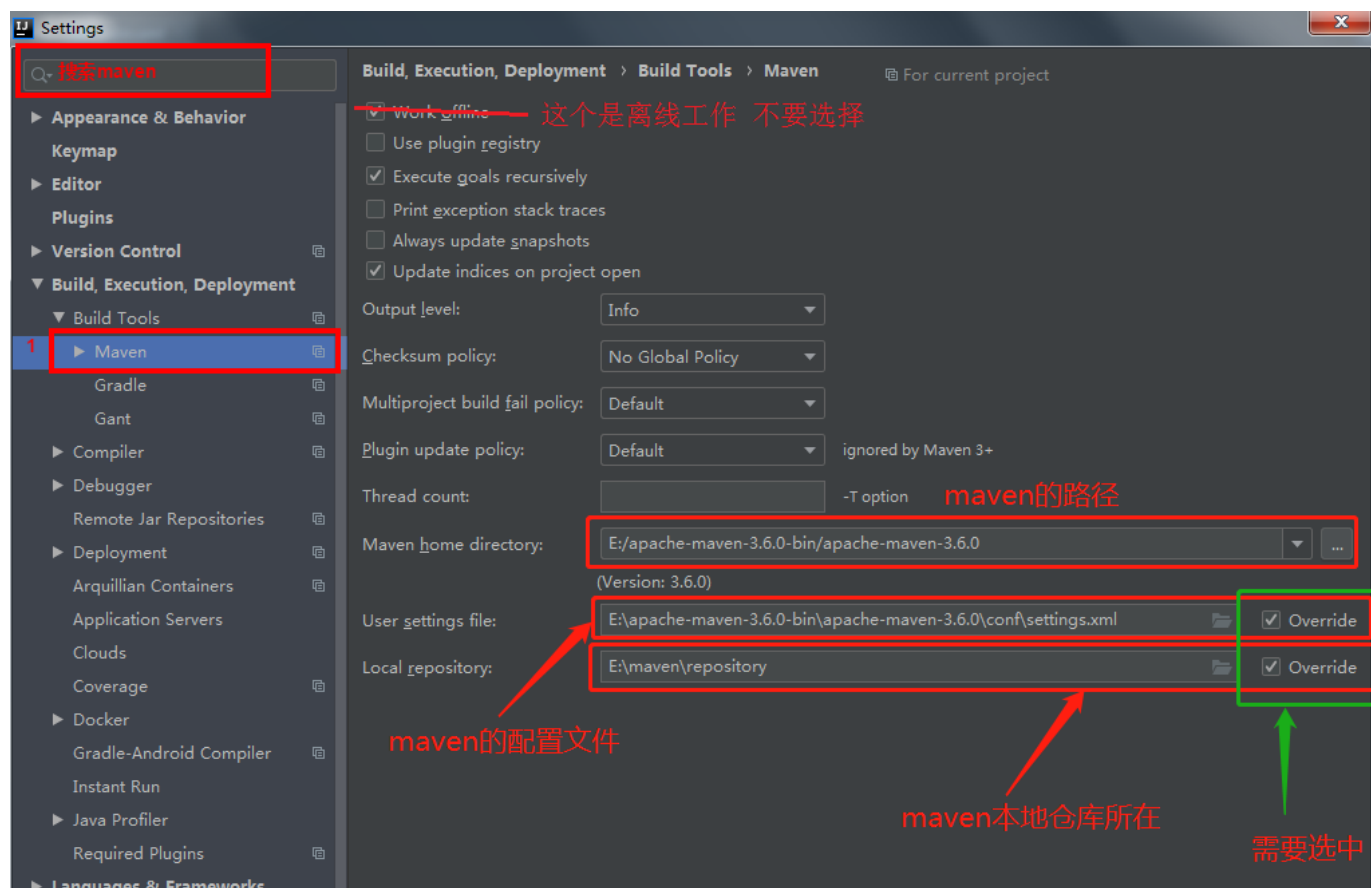 Settings
搜索maven
Appearance & Behavior
Keymap
Editor
Plugins
Version Control
Build, Execution, Deployment
Build Tools
1
Maven
Gradle
Gant
Compiler
Debugger
Remote Jar Repositories
Deployment
Arquillian Containers
Application Servers
Clouds
Coverage
Docker
Gradle-Android Compiler
Instant Run
Java Profiler
Required Plugins
Languages & Frameworks
Build, Execution, Deployment › Build Tools › Maven
For current project
Work offline
这个是离线工作 不要选择
Use plugin registry
Execute goals recursively
Print exception stack traces
Always update snapshots
Update indices on project open
Output level: Info
Checksum policy: No Global Policy
Multiproject build fail policy: Default
Plugin update policy: Default ignored by Maven 3+
Thread count: -T option
maven的路径
Maven home directory: E:/apache-maven-3.6.0-bin/apache-maven-3.6.0 ...
(Version: 3.6.0)
User settings file: E:\apache-maven-3.6.0-bin\apache-maven-3.6.0\conf\settings.xml Override
Local repository: E:\maven\repository Override
maven的配置文件
maven本地仓库所在
需要选中